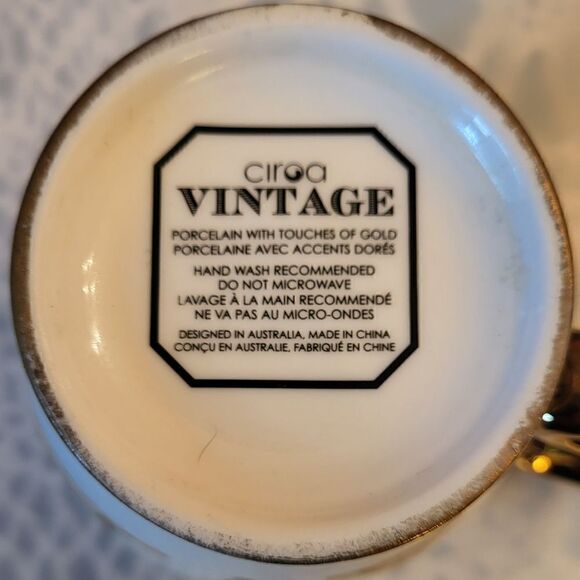 ciroa
VINTAGE
PORCELAIN WITH TOUCHES OF GOLD
PORCELAINE AVEC ACCENTS DORÉS
HAND WASH RECOMMENDED
DO NOT MICROWAVE
LAVAGE À LA MAIN RECOMMENDÉ
NE VA PAS AU MICRO-ONDES
DESIGNED IN AUSTRALIA, MADE IN CHINA
CONÇU EN AUSTRALIE, FABRIQUÉ EN CHINE